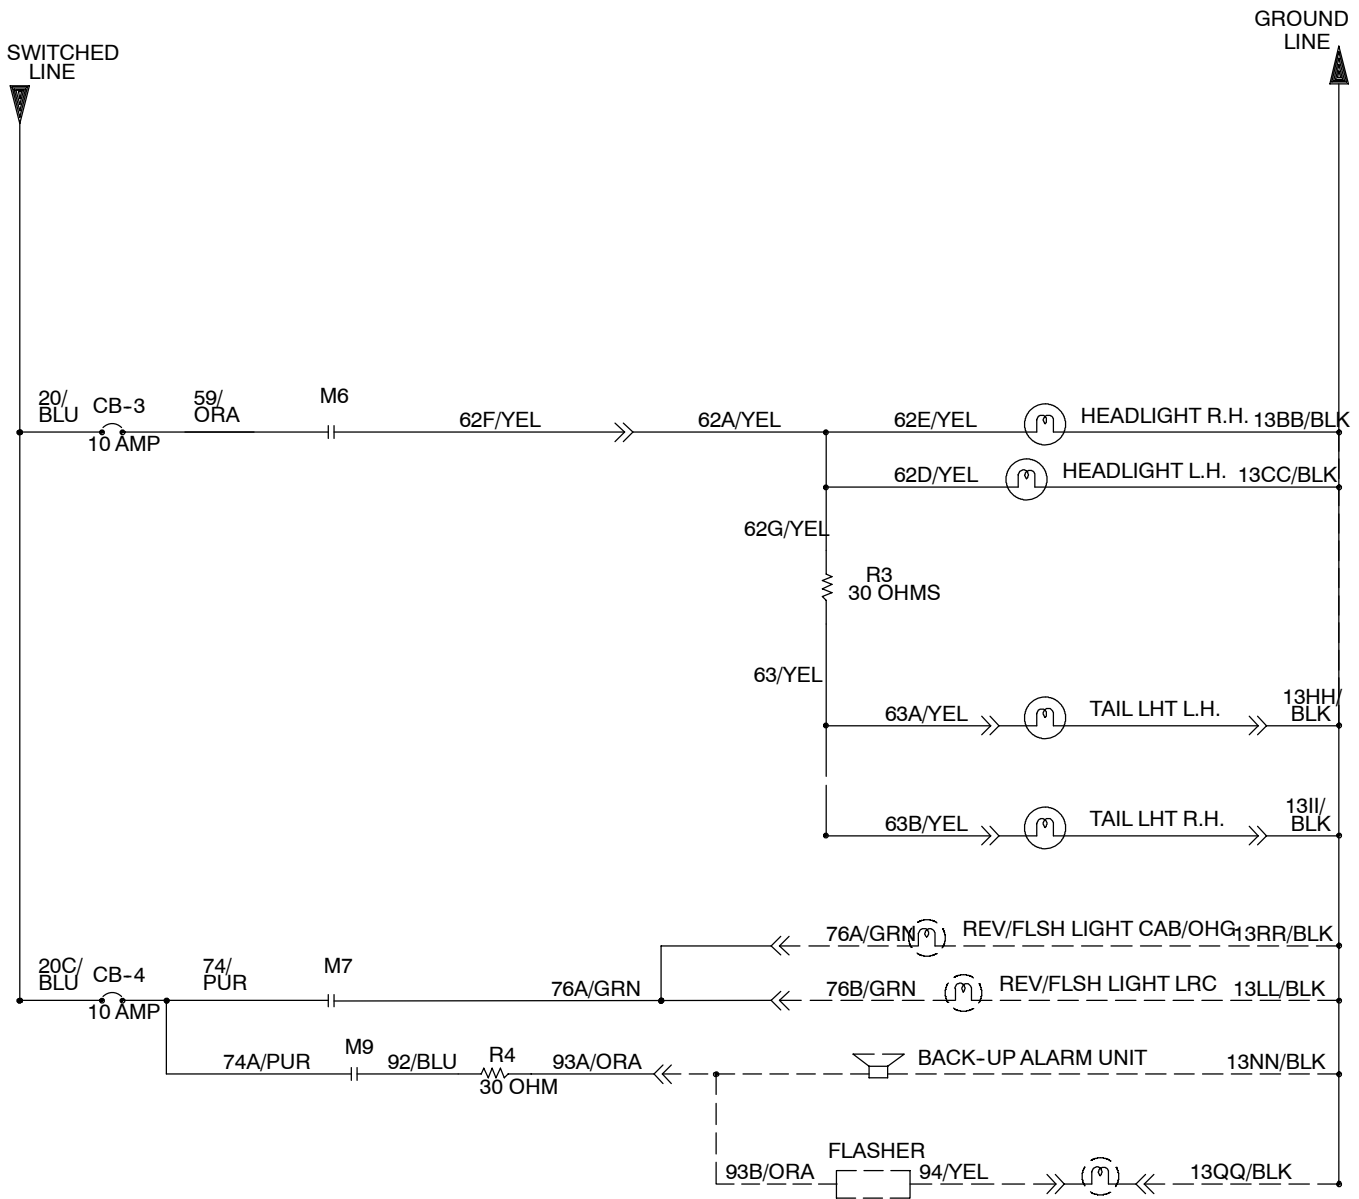 GROUND
LINE
SWITCHED
LINE
20/
BLU
CB-3
10 AMP
59/
ORA
M6
62F/YEL
62A/YEL
62E/YEL
HEADLIGHT R.H.
13BB/BLK
62D/YEL
HEADLIGHT L.H.
13CC/BLK
62G/YEL
R3
30 OHMS
63/YEL
63A/YEL
TAIL LHT L.H.
13HH/
BLK
63B/YEL
TAIL LHT R.H.
13II/
BLK
76A/GRN
REV/FLSH LIGHT CAB/OHG
13RR/BLK
20C/
BLU
CB-4
10 AMP
74/
PUR
M7
76A/GRN
76B/GRN
REV/FLSH LIGHT LRC
13LL/BLK
74A/PUR
M9
92/BLU
R4
30 OHM
93A/ORA
BACK-UP ALARM UNIT
13NN/BLK
FLASHER
93B/ORA
94/YEL
13QQ/BLK